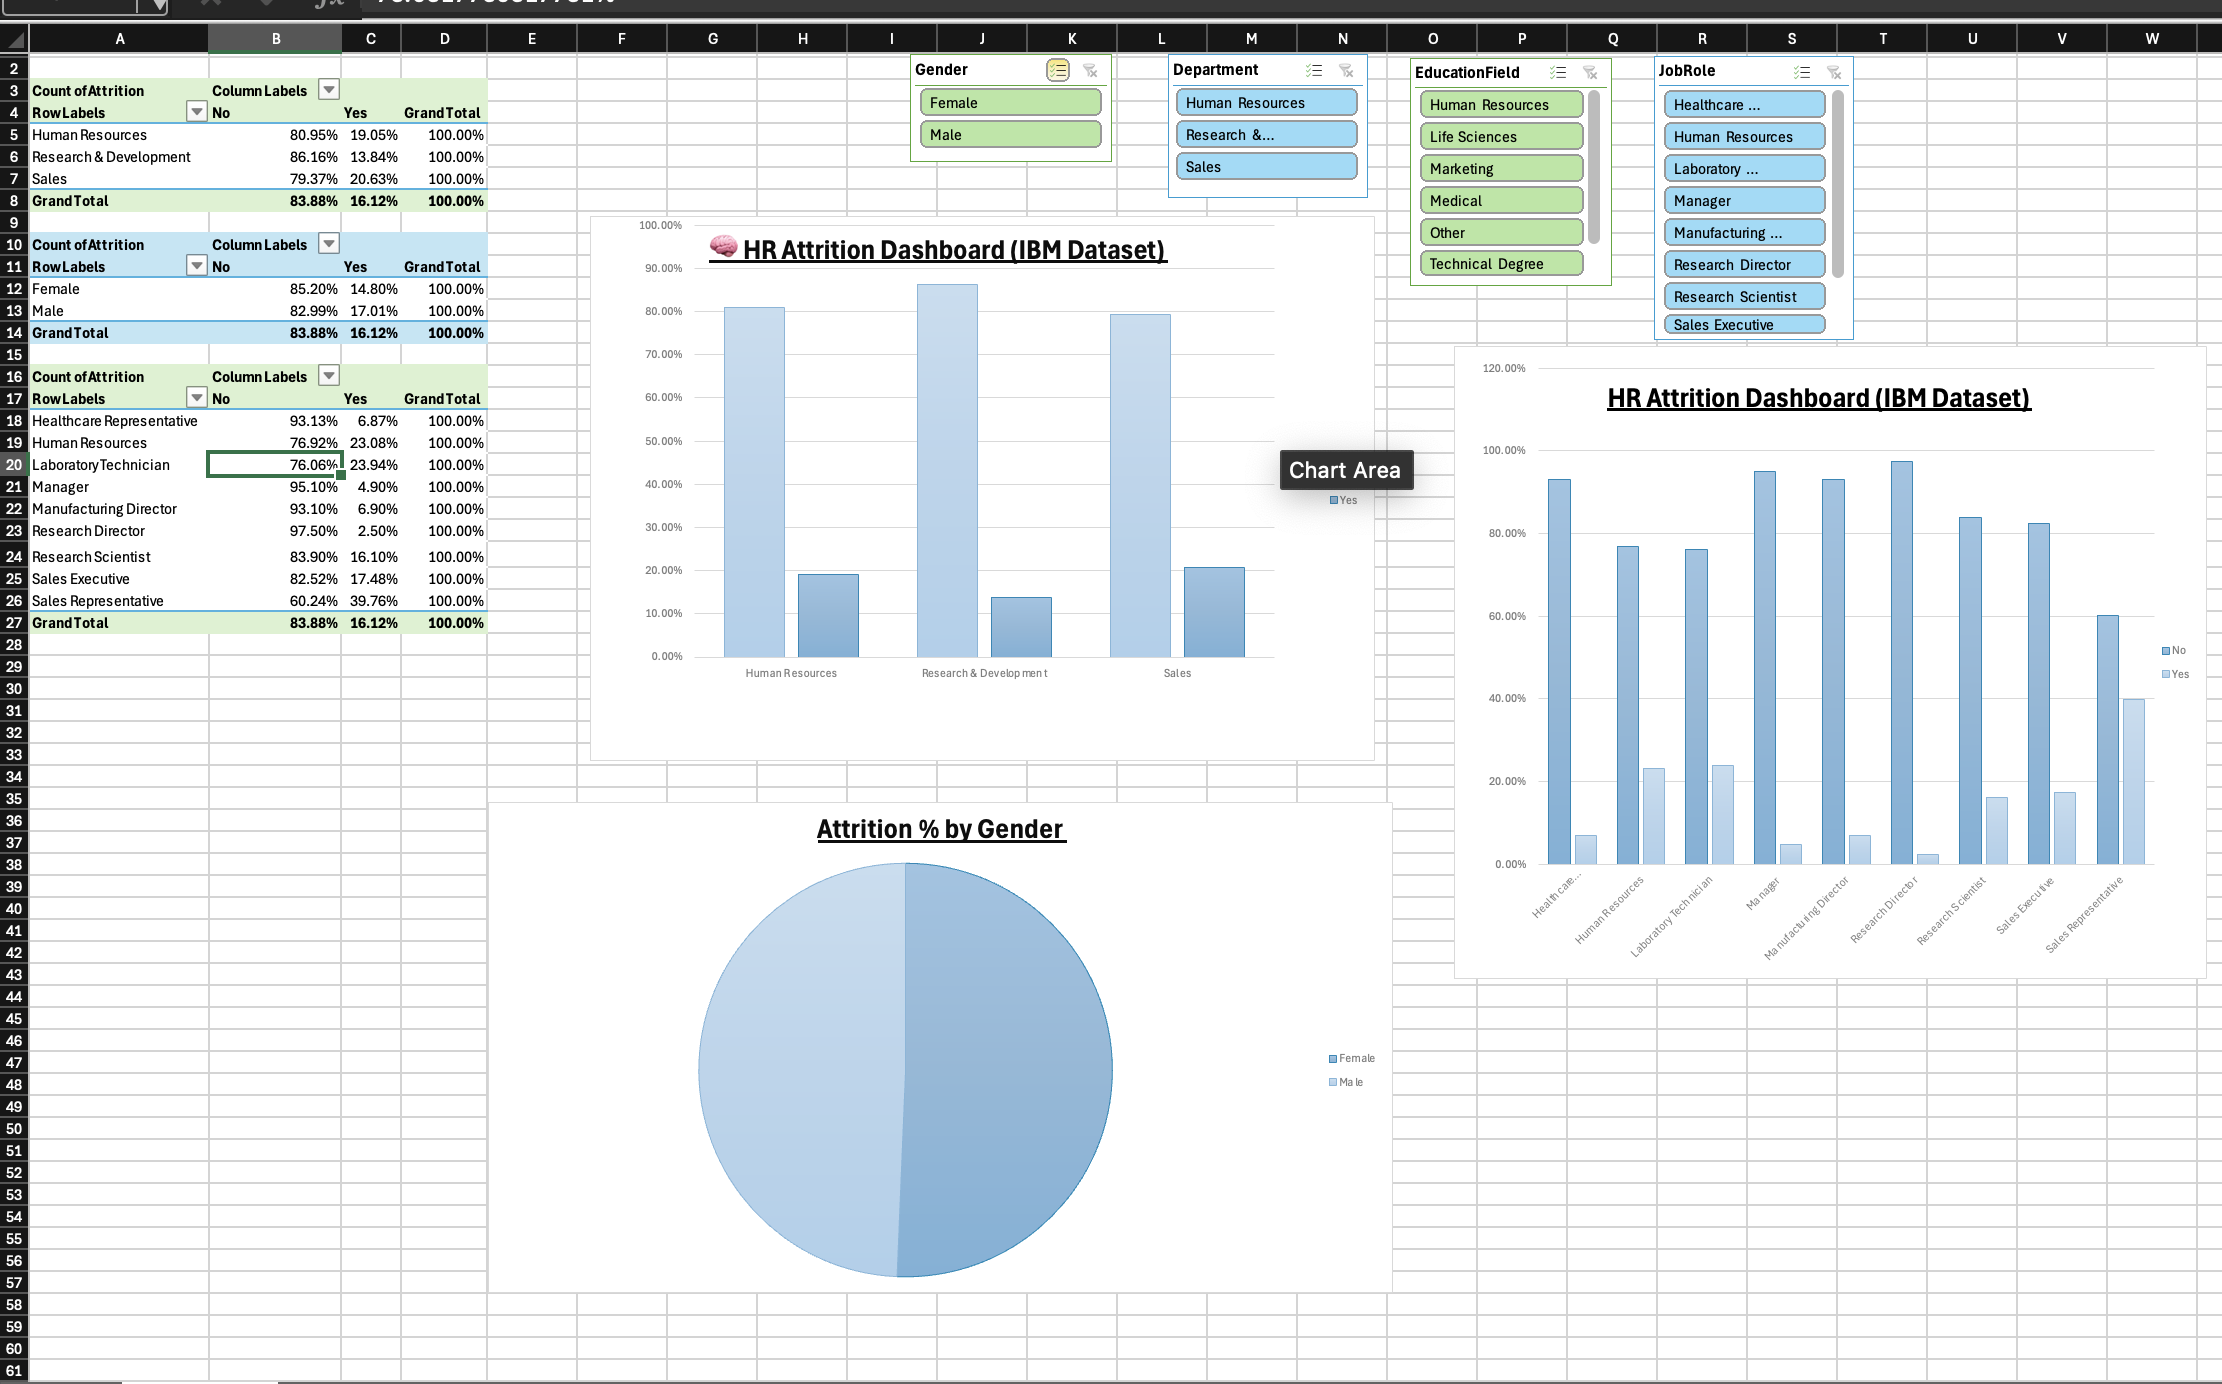 A B C D E F G H I J K L M N O P Q R S T U V W
2
3 Count of Attrition Column Labels
4 Row Labels No Yes Grand Total
5 Human Resources 80.95% 19.05% 100.00%
6 Research & Development 86.16% 13.84% 100.00%
7 Sales 79.37% 20.63% 100.00%
8 Grand Total 83.88% 16.12% 100.00%
9
10 Count of Attrition Column Labels
11 Row Labels No Yes Grand Total
12 Female 85.20% 14.80% 100.00%
13 Male 82.99% 17.01% 100.00%
14 Grand Total 83.88% 16.12% 100.00%
15
16 Count of Attrition Column Labels
17 Row Labels No Yes Grand Total
18 Healthcare Representative 93.13% 6.87% 100.00%
19 Human Resources 76.92% 23.08% 100.00%
20 Laboratory Technician 76.06% 23.94% 100.00%
21 Manager 95.10% 4.90% 100.00%
22 Manufacturing Director 93.10% 6.90% 100.00%
23 Research Director 97.50% 2.50% 100.00%
24 Research Scientist 83.90% 16.10% 100.00%
25 Sales Executive 82.52% 17.48% 100.00%
26 Sales Representative 60.24% 39.76% 100.00%
27 Grand Total 83.88% 16.12% 100.00%
28
29
30
31
32
33
34
35
36
37
38
39
40
41
42
43
44
45
46
47
48
49
50
51
52
53
54
55
56
57
58
59
60
61
Gender
Female
Male
Department
Human Resources
Research &...
Sales
EducationField
Human Resources
Life Sciences
Marketing
Medical
Other
Technical Degree
JobRole
Healthcare ...
Human Resources
Laboratory ...
Manager
Manufacturing ...
Research Director
Research Scientist
Sales Executive
🧠 HR Attrition Dashboard (IBM Dataset)
100.00%
90.00%
80.00%
70.00%
60.00%
50.00%
40.00%
30.00%
20.00%
10.00%
0.00%
Human Resources Research & Development Sales
Chart Area
Yes
HR Attrition Dashboard (IBM Dataset)
120.00%
100.00%
80.00%
60.00%
40.00%
20.00%
0.00%
Healthcare...
Human Resources
Laboratory Technician
Manager
Manufacturing Director
Research Director
Research Scientist
Sales Executive
Sales Representative
No
Yes
Attrition % by Gender
Female
Male